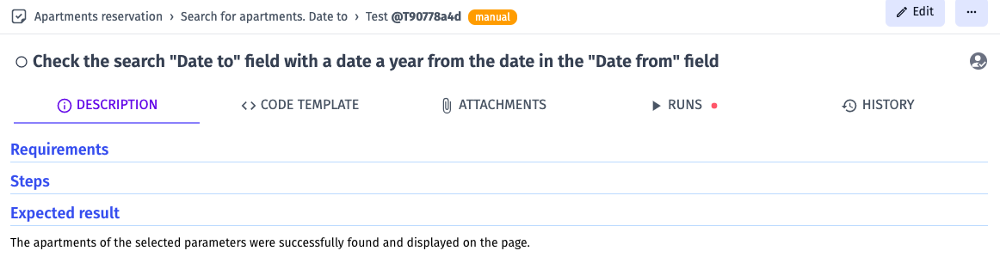 Apartments reservation › Search for apartments. Date to › Test @T90778a4d manual Edit ...
Check the search "Date to" field with a date a year from the date in the "Date from" field
DESCRIPTION CODE TEMPLATE ATTACHMENTS RUNS HISTORY
Requirements
Steps
Expected result
The apartments of the selected parameters were successfully found and displayed on the page.